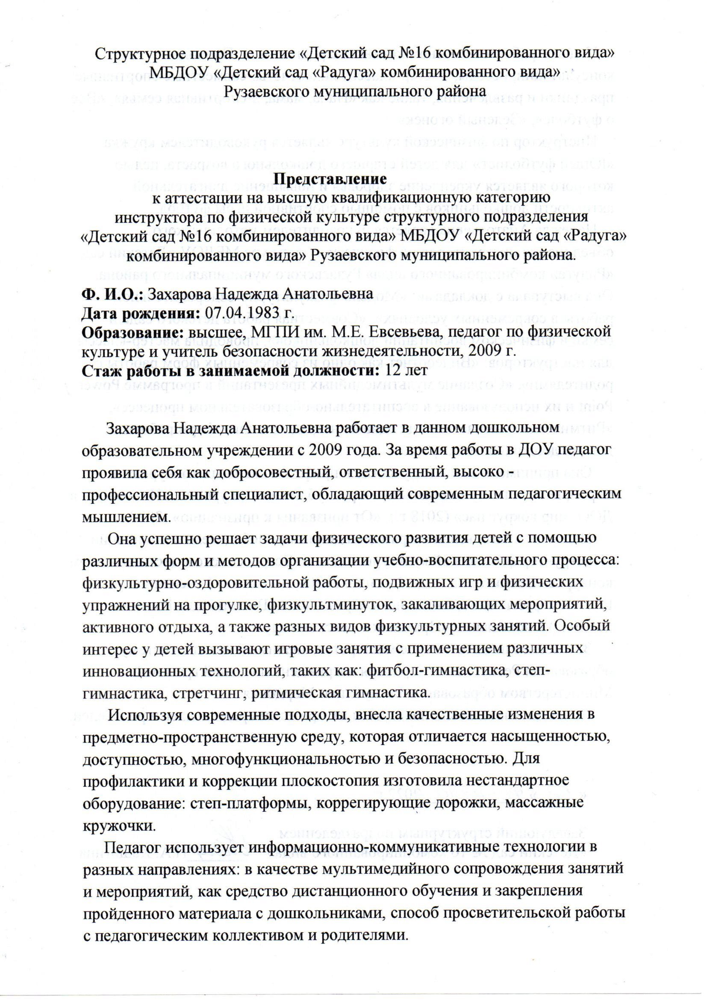 Структурное подразделение «Детский сад №16 комбинированного вида»
МБДОУ «Детский сад «Радуга» комбинированного вида»
Рузаевского муниципального района
Представление
к аттестации на высшую квалификационную категорию
инструктора по физической культуре структурного подразделения
«Детский сад №16 комбинированного вида» МБДОУ «Детский сад «Радуга»
комбинированного вида» Рузаевского муниципального района.
Ф. И.О.: Захарова Надежда Анатольевна
Дата рождения: 07.04.1983 г.
Образование: высшее, МГПИ им. М.Е. Евсевьева, педагог по физической
культуре и учитель безопасности жизнедеятельности, 2009 г.
Стаж работы в занимаемой должности: 12 лет
Захарова Надежда Анатольевна работает в данном дошкольном
образовательном учреждении с 2009 года. За время работы в ДОУ педагог
проявила себя как добросовестный, ответственный, высоко -
профессиональный специалист, обладающий современным педагогическим
мышлением.
Она успешно решает задачи физического развития детей с помощью
различных форм и методов организации учебно-воспитательного процесса:
физкультурно-оздоровительной работы, подвижных игр и физических
упражнений на прогулке, физкультминуток, закаливающих мероприятий,
активного отдыха, а также разных видов физкультурных занятий. Особый
интерес у детей вызывают игровые занятия с применением различных
инновационных технологий, таких как: фитбол-гимнастика, степ-
гимнастика, стретчинг, ритмическая гимнастика.
Используя современные подходы, внесла качественные изменения в
предметно-пространственную среду, которая отличается насыщенностью,
доступностью, многофункциональностью и безопасностью. Для
профилактики и коррекции плоскостопия изготовила нестандартное
оборудование: степ-платформы, коррегирующие дорожки, массажные
кружочки.
Педагог использует информационно-коммуникативные технологии в
разных направлениях: в качестве мультимедийного сопровождения занятий
и мероприятий, как средство дистанционного обучения и закрепления
пройденного материала с дошкольниками, способ просветительской работы
с педагогическим коллективом и родителями.